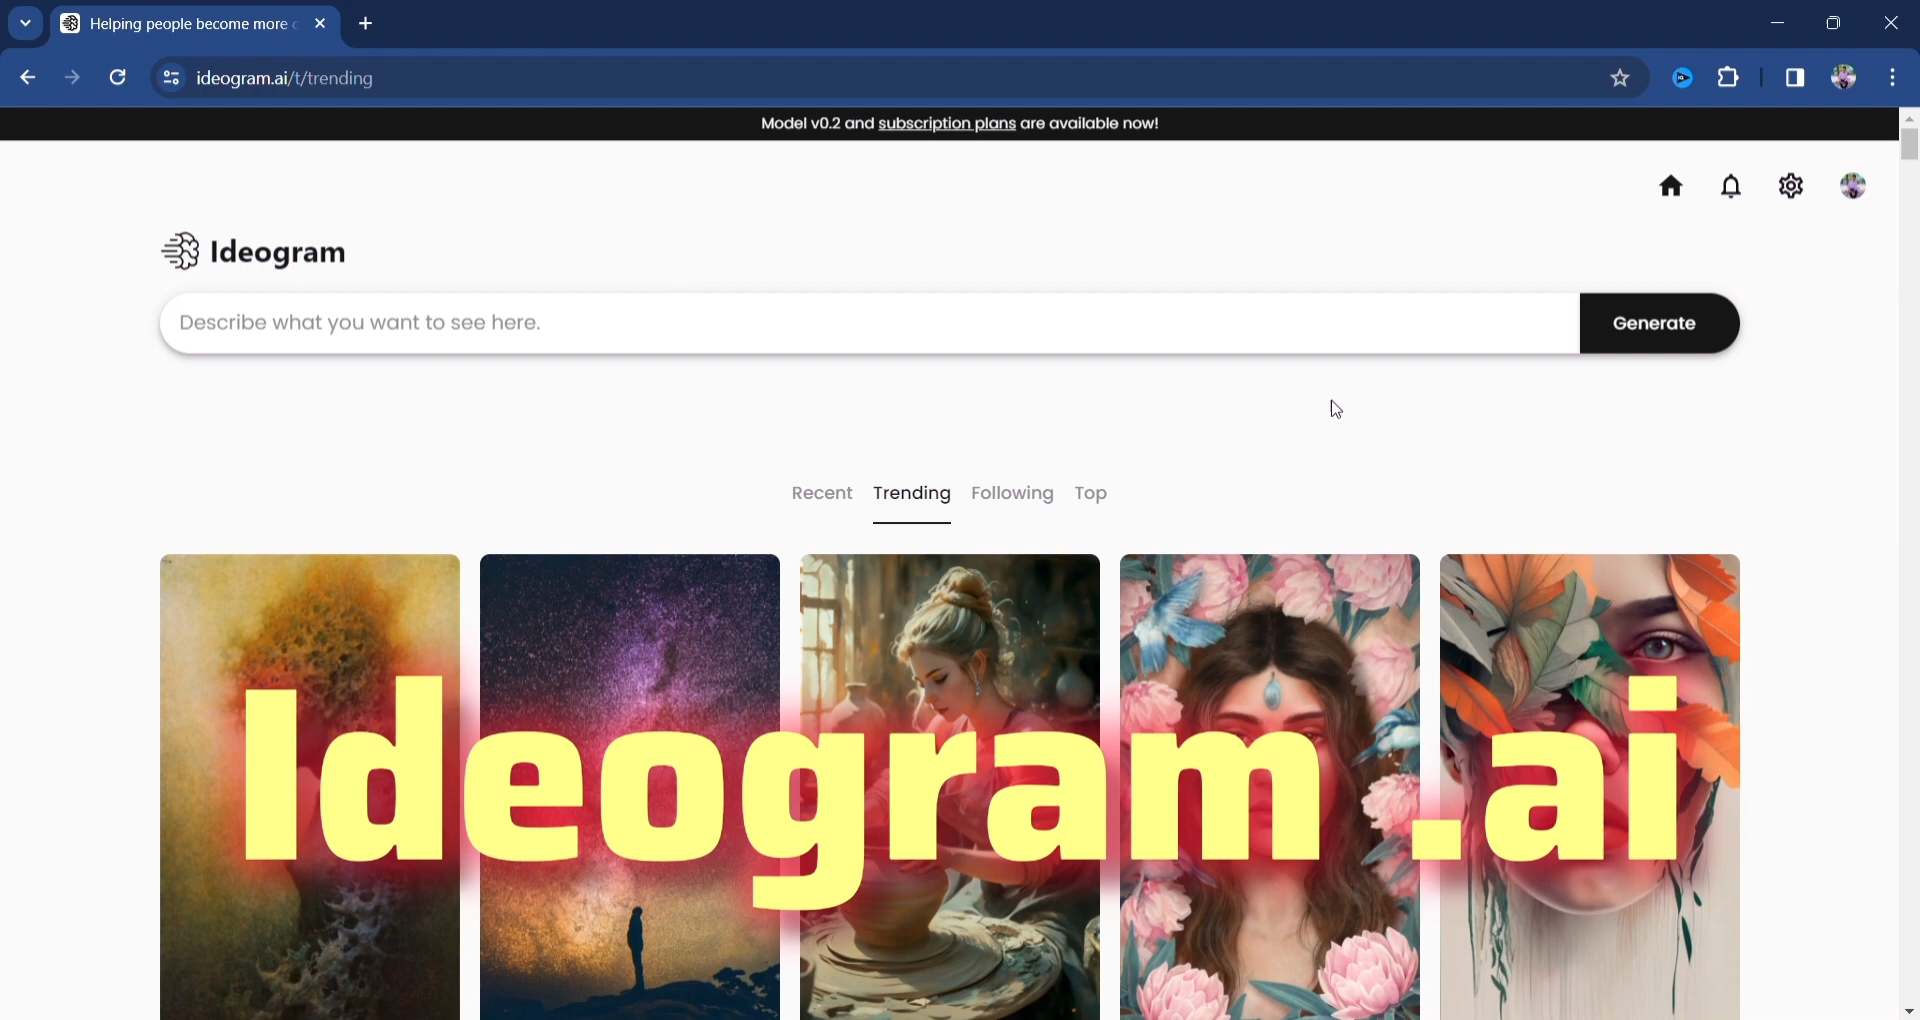 Helping people become more c
ideogram.ai/t/trending
Model v0.2 and subscription plans are available now!
Ideogram
Describe what you want to see here.
Generate
Recent Trending Following Top
Ideogram .ai